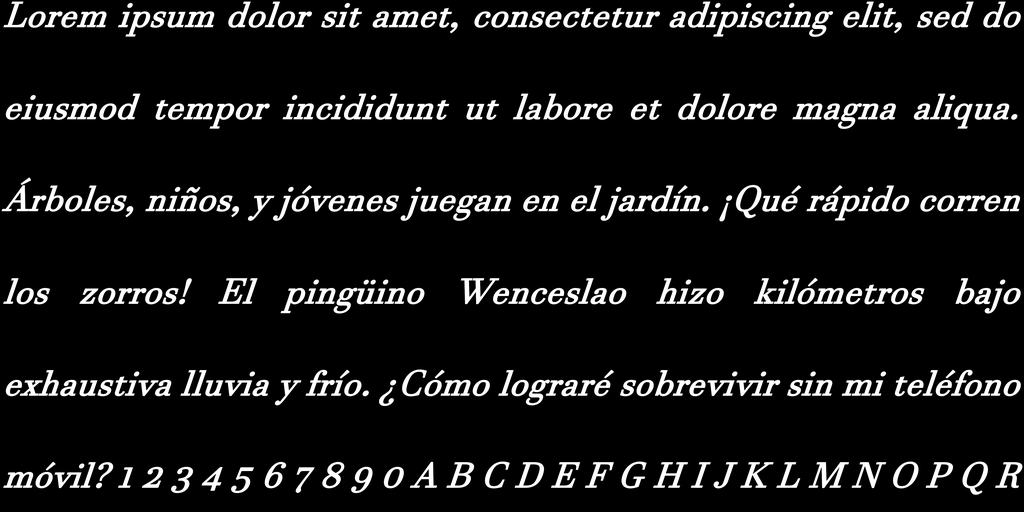 Lorem ipsum dolor sit amet, consectetur adipiscing elit, sed do
eiusmod tempor incididunt ut labore et dolore magna aliqua.
Árboles, niños, y jóvenes juegan en el jardín. ¡Qué rápido corren
los zorros! El pingüino Wenceslao hizo kilómetros bajo
exhaustiva lluvia y frío. ¿Cómo lograré sobrevivir sin mi teléfono
móvil? 1 2 3 4 5 6 7 8 9 0 A B C D E F G H I J K L M N O P Q R